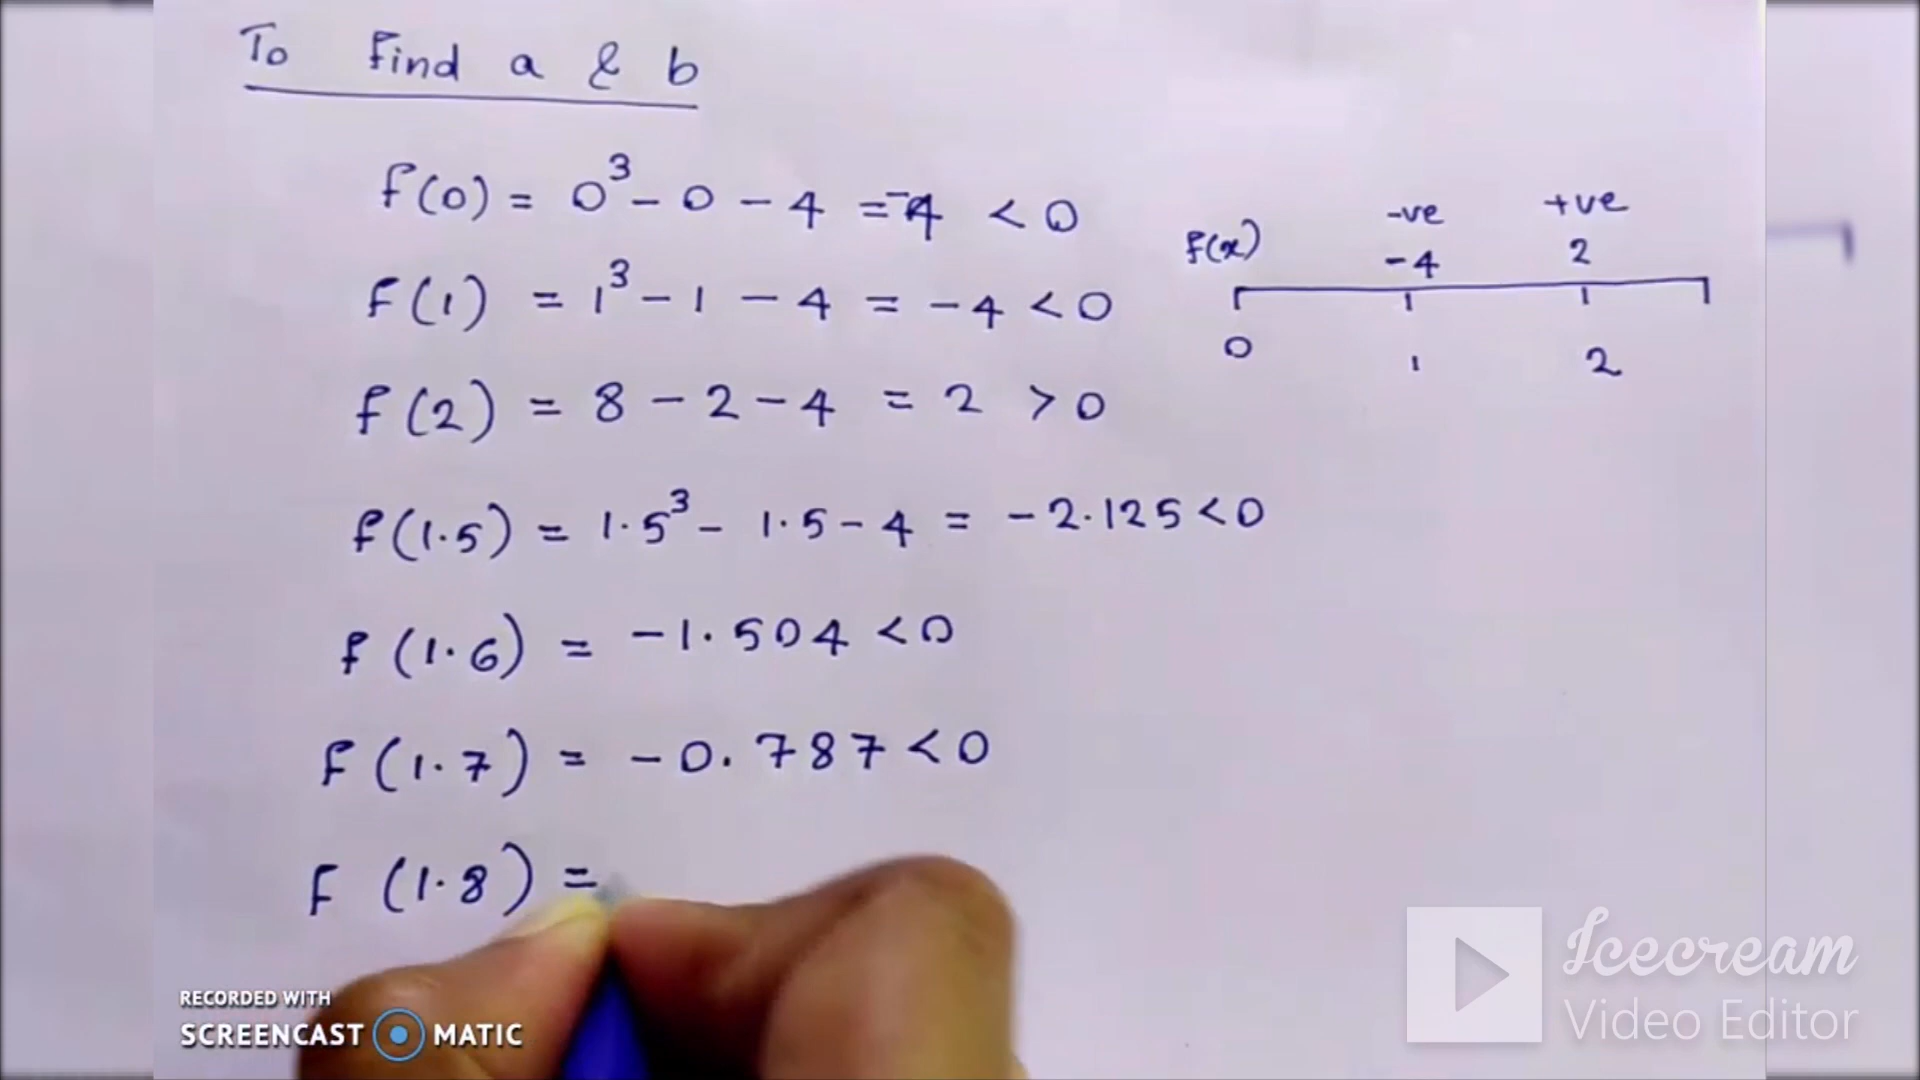 To Find a & b
f(0) = 0³ - 0 - 4 = -4 < 0
f(1) = 1³ - 1 - 4 = -4 < 0
f(2) = 8 - 2 - 4 = 2 > 0
f(1.5) = 1.5³ - 1.5 - 4 = -2.125 < 0
f(1.6) = -1.504 < 0
f(1.7) = -0.787 < 0
F(1.8) =
-ve +ve
f(x) -4 2
0 1 2
RECORDED WITH
SCREENCAST MATIC
Icecream
Video Editor